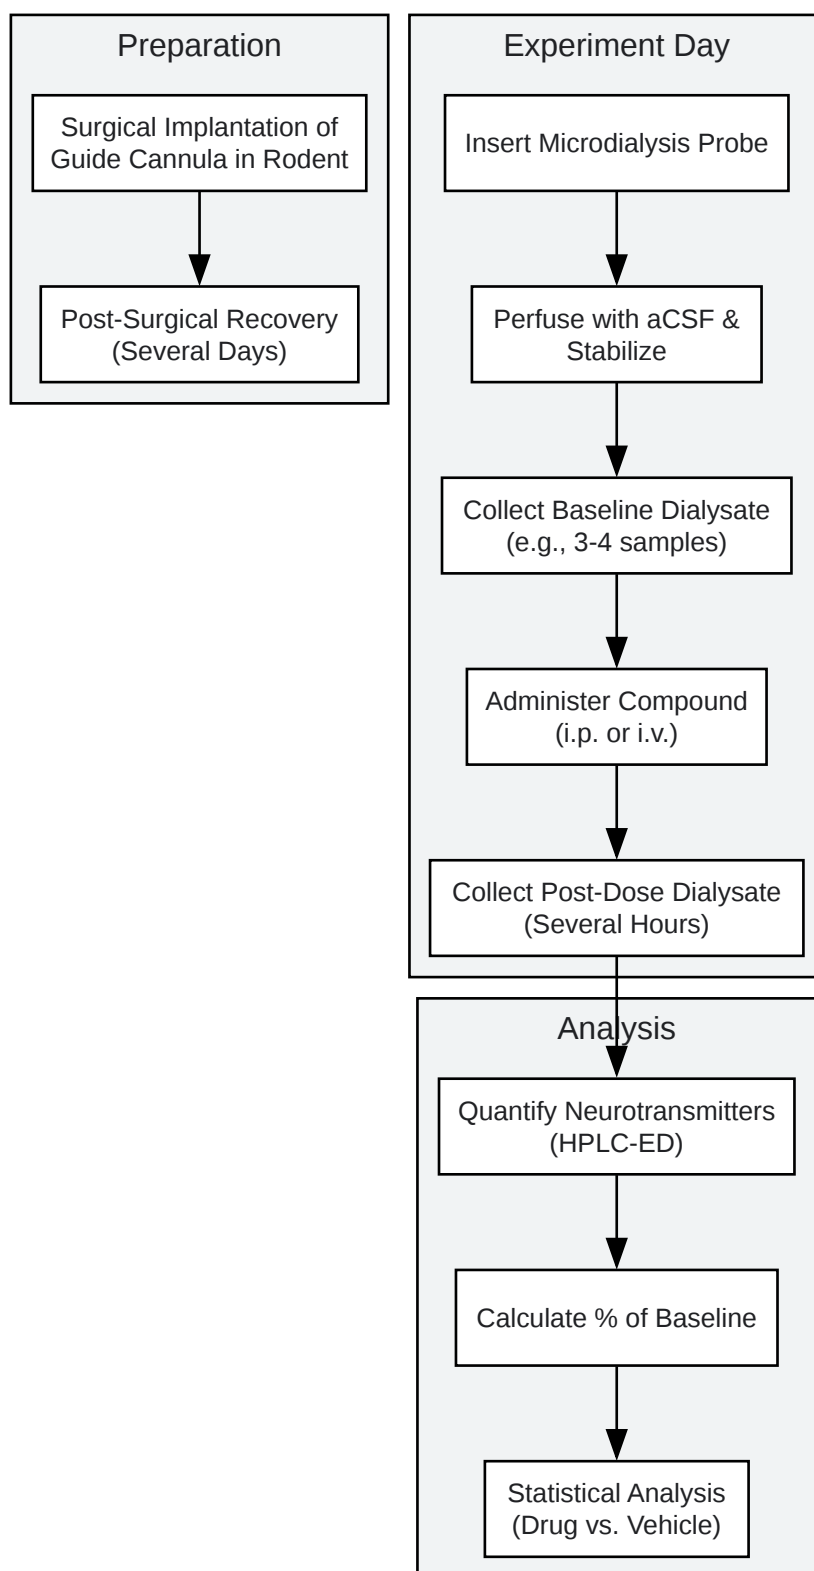 Preparation
Surgical Implantation of
Guide Cannula in Rodent
Post-Surgical Recovery
(Several Days)
Experiment Day
Insert Microdialysis Probe
Perfuse with aCSF &
Stabilize
Collect Baseline Dialysate
(e.g., 3-4 samples)
Administer Compound
(i.p. or i.v.)
Collect Post-Dose Dialysate
(Several Hours)
Analysis
Quantify Neurotransmitters
(HPLC-ED)
Calculate % of Baseline
Statistical Analysis
(Drug vs. Vehicle)